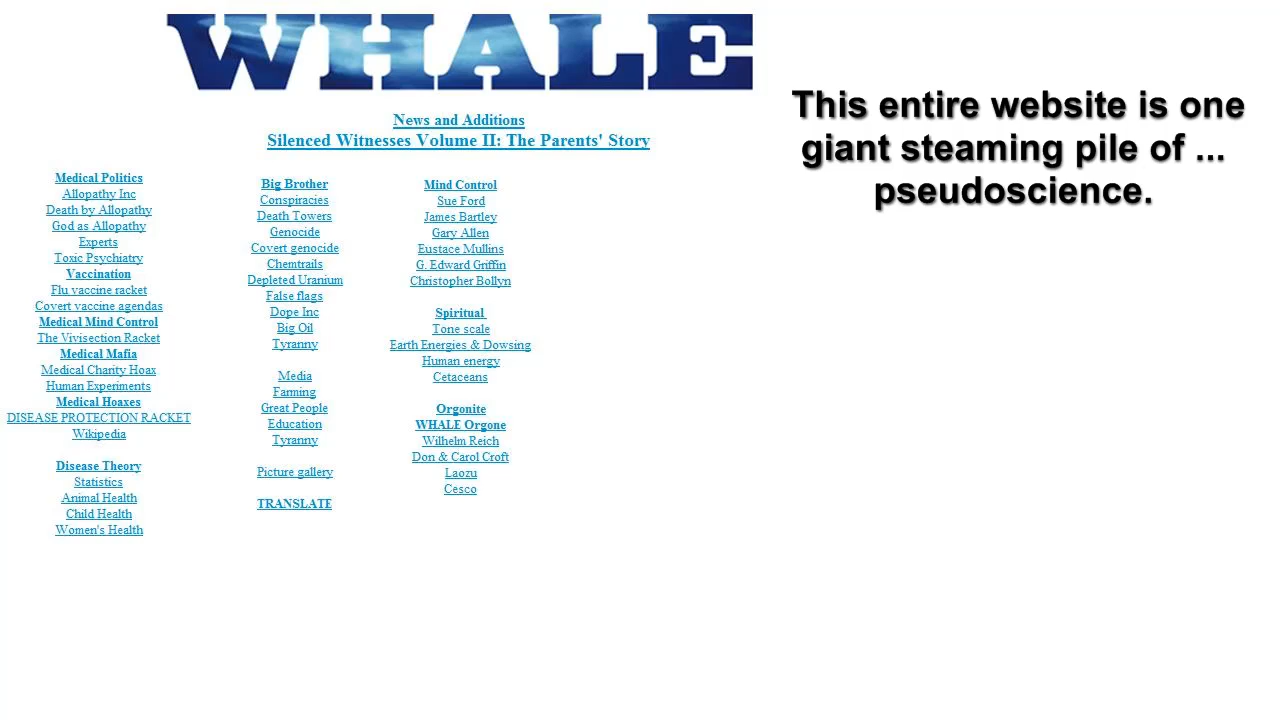 WHALE
This entire website is one
giant steaming pile of ...
pseudoscience.
News and Additions
Silenced Witnesses Volume II: The Parents' Story
Medical Politics
Allopathy Inc
Death by Allopathy
God as Allopathy
Experts
Toxic Psychiatry
Vaccination
Flu vaccine racket
Covert vaccine agendas
Medical Mind Control
The Vivisection Racket
Medical Mafia
Medical Charity Hoax
Human Experiments
Medical Hoaxes
DISEASE PROTECTION RACKET
Wikipedia
Disease Theory
Statistics
Animal Health
Child Health
Women's Health
Big Brother
Conspiracies
Death Towers
Genocide
Covert genocide
Chemtrails
Depleted Uranium
False flags
Dope Inc
Big Oil
Tyranny
Media
Farming
Great People
Education
Tyranny
Picture gallery
TRANSLATE
Mind Control
Sue Ford
James Bartley
Gary Allen
Eustace Mullins
G. Edward Griffin
Christopher Bollyn
Spiritual
Tone scale
Earth Energies & Dowsing
Human energy
Cetaceans
Orgonite
WHALE Orgone
Wilhelm Reich
Don & Carol Croft
Laozu
Cesco